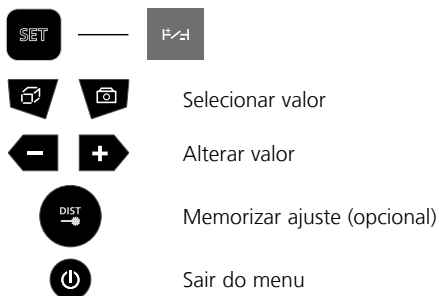 SET
Selecionar valor
Alterar valor
DIST
Memorizar ajuste (opcional)
Sair do menu